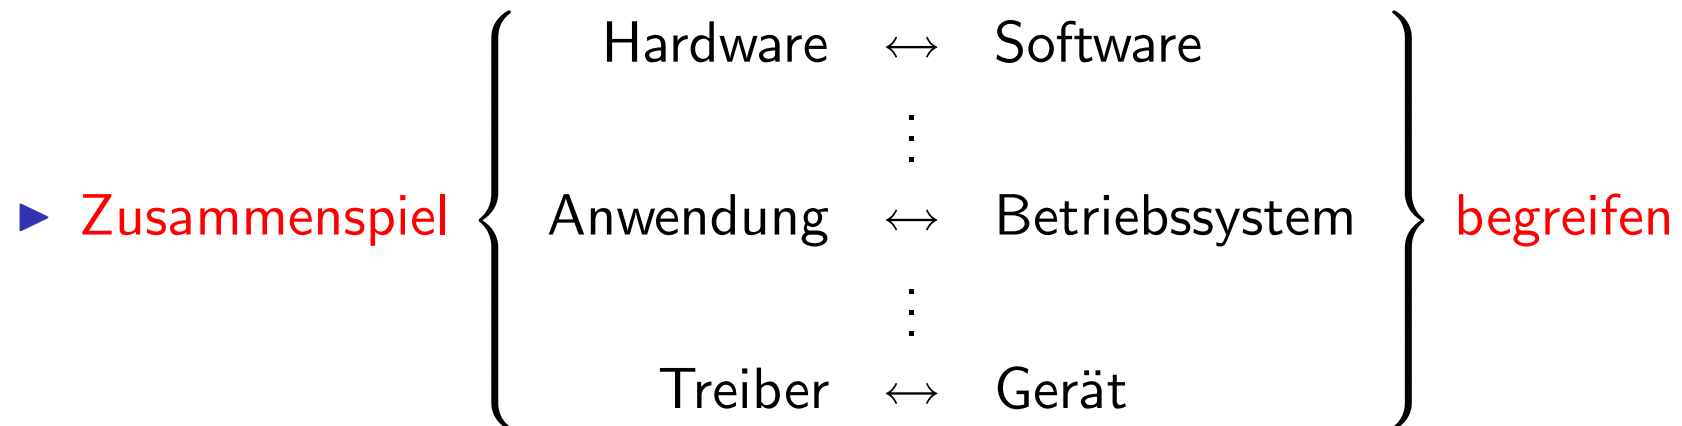 Hardware ↔ Software
⋮
▶ Zusammenspiel { Anwendung ↔ Betriebssystem } begreifen
⋮
Treiber ↔ Gerät